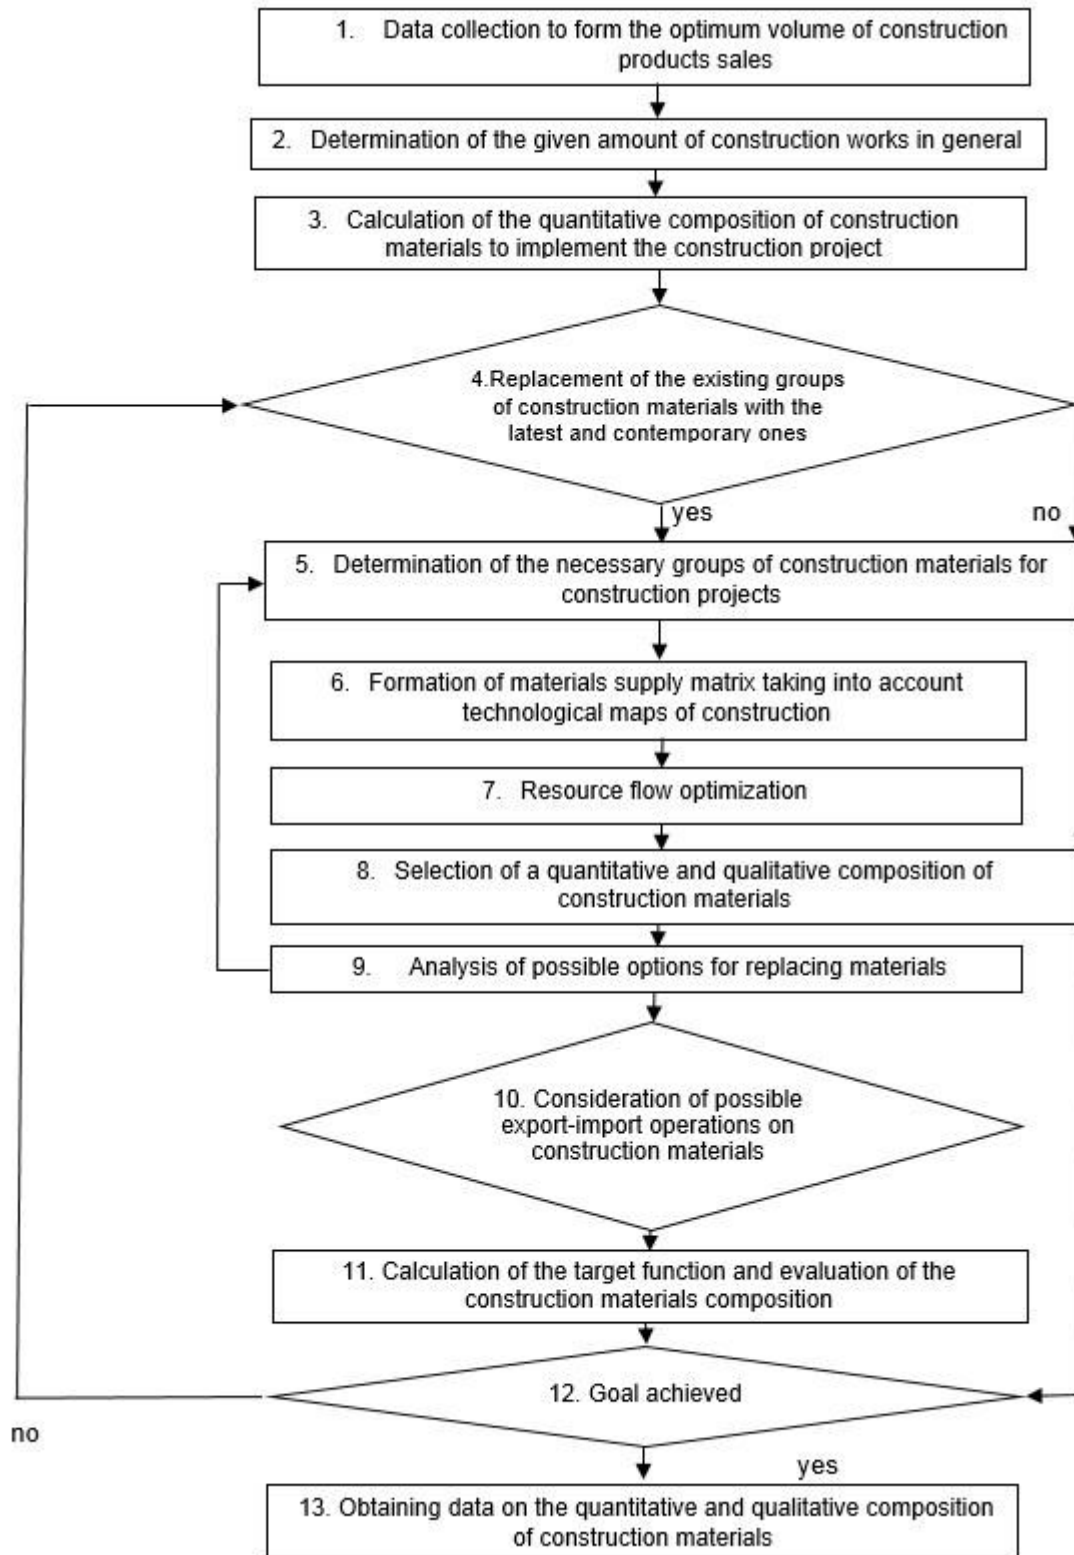 1. Data collection to form the optimum volume of construction
products sales
2. Determination of the given amount of construction works in general
3. Calculation of the quantitative composition of construction
materials to implement the construction project
4.Replacement of the existing groups
of construction materials with the
latest and contemporary ones
yes
no
5. Determination of the necessary groups of construction materials for
construction projects
6. Formation of materials supply matrix taking into account
technological maps of construction
7. Resource flow optimization
8. Selection of a quantitative and qualitative composition of
construction materials
9. Analysis of possible options for replacing materials
10. Consideration of possible
export-import operations on
construction materials
11. Calculation of the target function and evaluation of the
construction materials composition
12. Goal achieved
no
yes
13. Obtaining data on the quantitative and qualitative composition
of construction materials